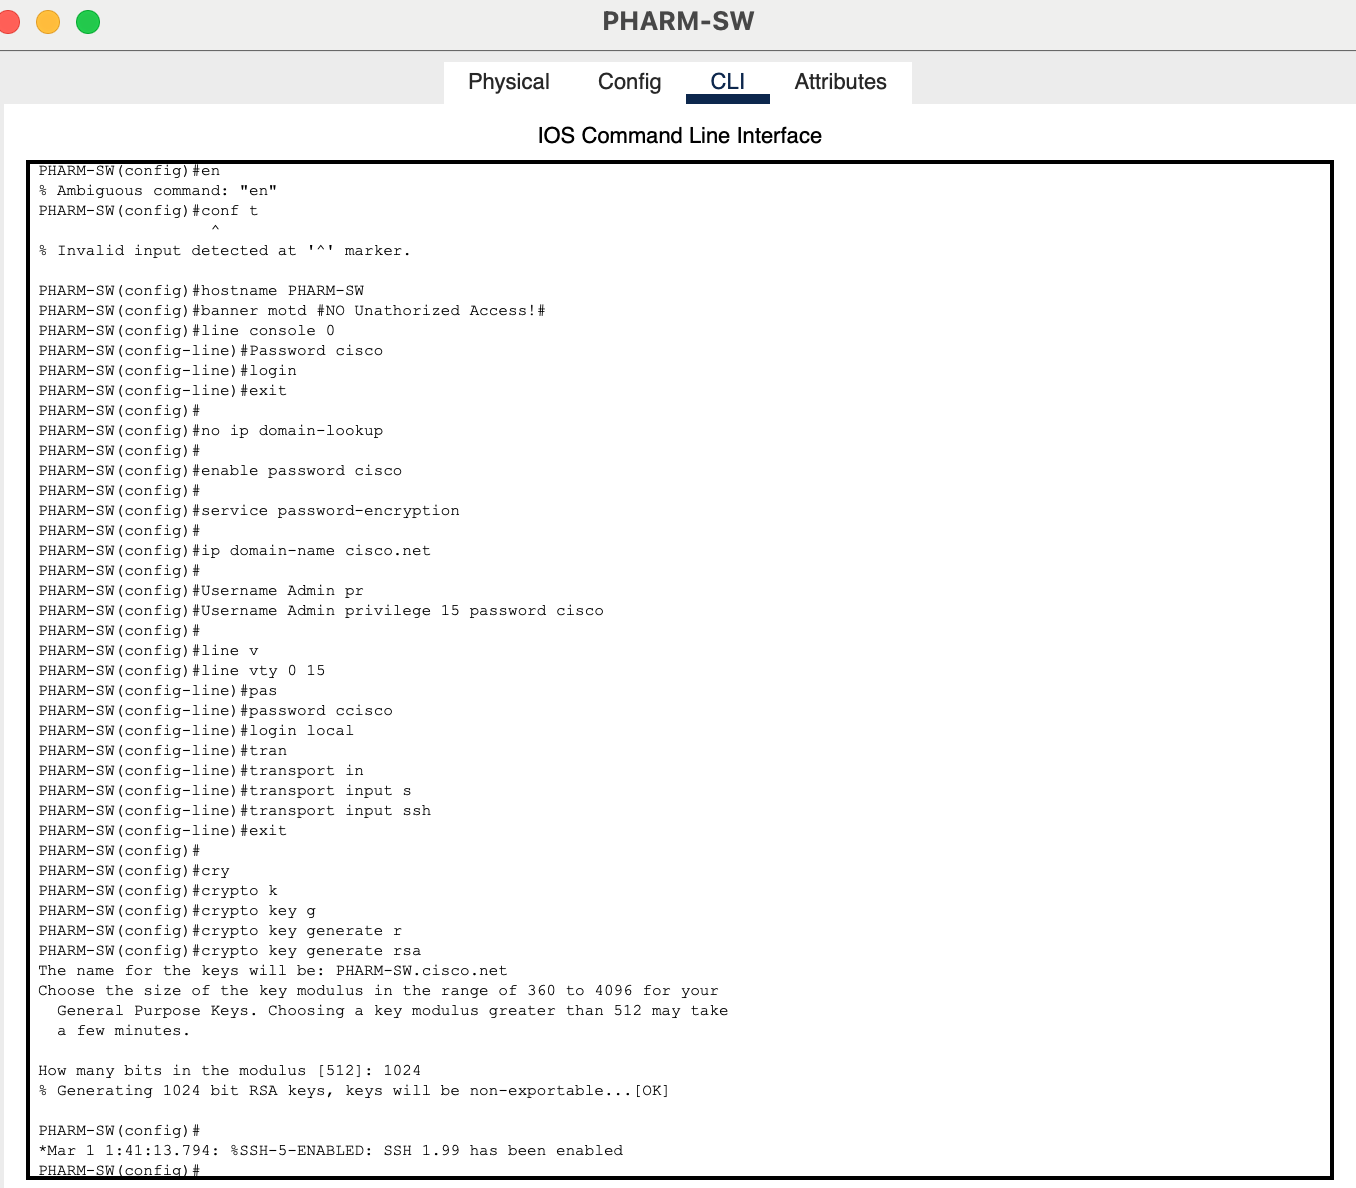 PHARM-SW
Physical Config CLI Attributes
IOS Command Line Interface
PHARM-SW(config)#en
% Ambiguous command: "en"
PHARM-SW(config)#conf t
^
% Invalid input detected at '^' marker.
PHARM-SW(config)#hostname PHARM-SW
PHARM-SW(config)#banner motd #NO Unathorized Access!#
PHARM-SW(config)#line console 0
PHARM-SW(config-line)#Password cisco
PHARM-SW(config-line)#login
PHARM-SW(config-line)#exit
PHARM-SW(config)#
PHARM-SW(config)#no ip domain-lookup
PHARM-SW(config)#
PHARM-SW(config)#enable password cisco
PHARM-SW(config)#
PHARM-SW(config)#service password-encryption
PHARM-SW(config)#
PHARM-SW(config)#ip domain-name cisco.net
PHARM-SW(config)#
PHARM-SW(config)#Username Admin pr
PHARM-SW(config)#Username Admin privilege 15 password cisco
PHARM-SW(config)#
PHARM-SW(config)#line v
PHARM-SW(config)#line vty 0 15
PHARM-SW(config-line)#pas
PHARM-SW(config-line)#password ccisco
PHARM-SW(config-line)#login local
PHARM-SW(config-line)#tran
PHARM-SW(config-line)#transport in
PHARM-SW(config-line)#transport input s
PHARM-SW(config-line)#transport input ssh
PHARM-SW(config-line)#exit
PHARM-SW(config)#
PHARM-SW(config)#cry
PHARM-SW(config)#crypto k
PHARM-SW(config)#crypto key g
PHARM-SW(config)#crypto key generate r
PHARM-SW(config)#crypto key generate rsa
The name for the keys will be: PHARM-SW.cisco.net
Choose the size of the key modulus in the range of 360 to 4096 for your
General Purpose Keys. Choosing a key modulus greater than 512 may take
a few minutes.
How many bits in the modulus [512]: 1024
% Generating 1024 bit RSA keys, keys will be non-exportable...[OK]
PHARM-SW(config)#
*Mar 1 1:41:13.794: %SSH-5-ENABLED: SSH 1.99 has been enabled
PHARM-SW(config)#